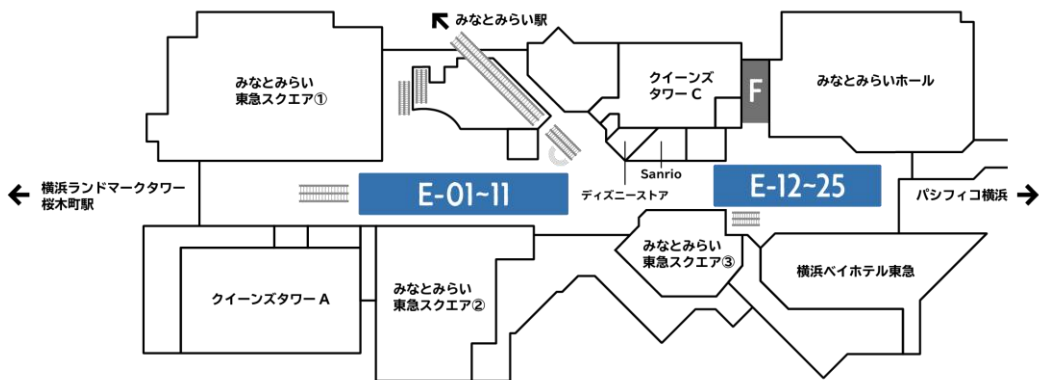 みなとみらい駅
みなとみらい
東急スクエア①
クイーンズ
タワー C
F
みなとみらいホール
Sanrio
ディズニーストア
横浜ランドマークタワー
桜木町駅
E-01~11
E-12~25
パシフィコ横浜
クイーンズタワー A
みなとみらい
東急スクエア②
みなとみらい
東急スクエア③
横浜ベイホテル東急